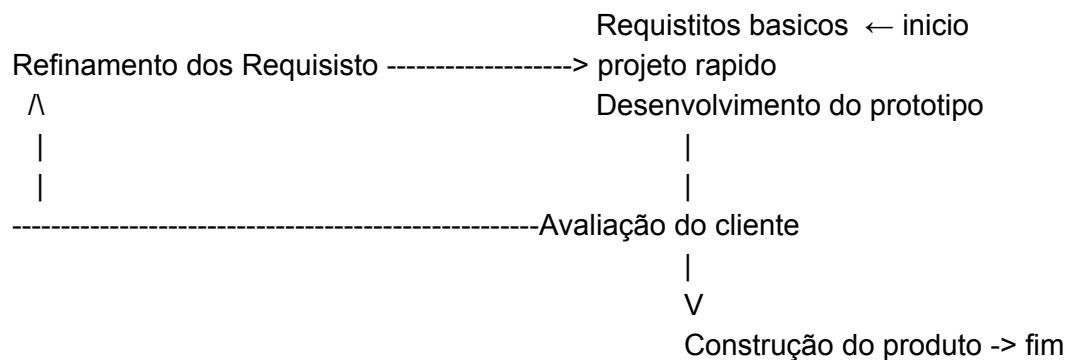 Requistitos basicos ← inicio
Refinamento dos Requisisto -------------------> projeto rapido
/\ Desenvolvimento do prototipo
| |
| |
------------------------------------------------------Avaliação do cliente
|
V
Construção do produto -> fim